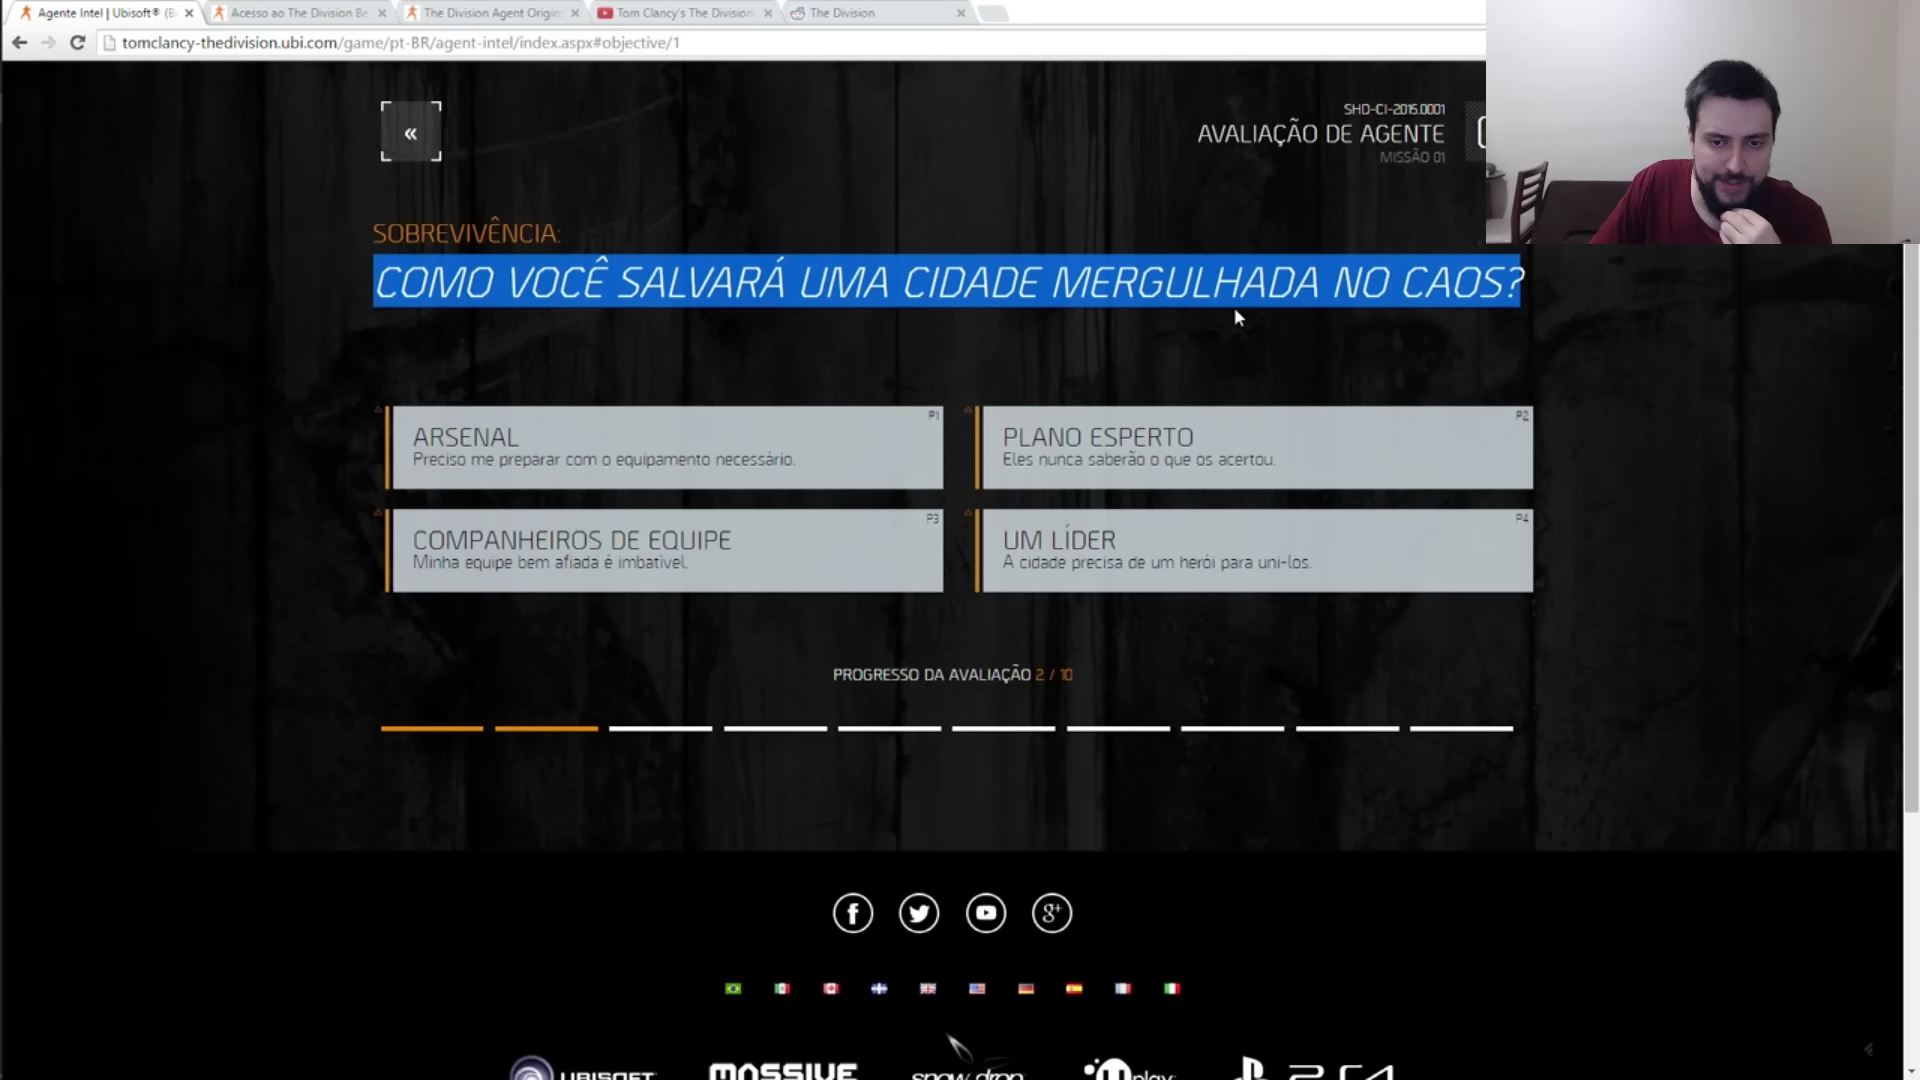 Agente Intel | Ubisoft® (B
Acesso ao The Division Be
The Division Agent Origin
Tom Clancy's The Division
The Division
tomclancy-thedivision.ubi.com/game/pt-BR/agent-intel/index.aspx#objective/1
«
SHD-CI-2015.0001
AVALIAÇÃO DE AGENTE
MISSÃO 01
SOBREVIVÊNCIA:
COMO VOCÊ SALVARÁ UMA CIDADE MERGULHADA NO CAOS?
P1
ARSENAL
Preciso me preparar com o equipamento necessário.
P2
PLANO ESPERTO
Eles nunca saberão o que os acertou.
P3
COMPANHEIROS DE EQUIPE
Minha equipe bem afiada é imbatível.
P4
UM LÍDER
A cidade precisa de um herói para uni-los.
PROGRESSO DA AVALIAÇÃO 2 / 10
UBISOFT
MASSIVE
snowdrop
uplay
PS4